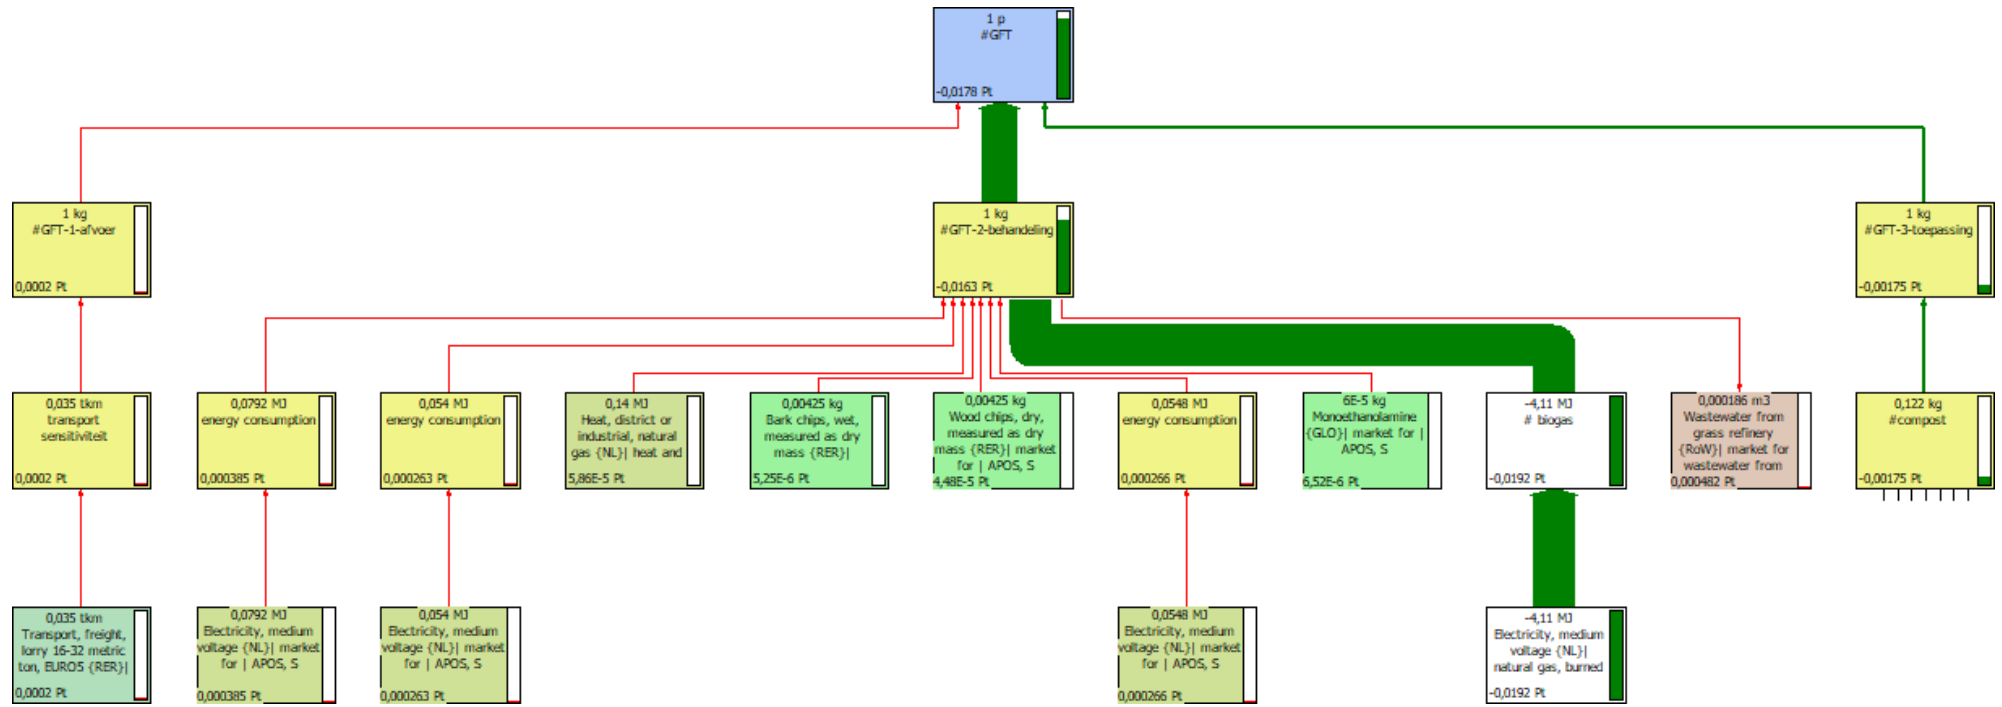 1 p
#GFT
-0,0178 Pt
1 kg
#GFT-1-afvoer
0,0002 Pt
1 kg
#GFT-2-behandeling
-0,0163 Pt
1 kg
#GFT-3-toepassing
-0,00175 Pt
0,035 tkm
transport
sensitiviteit
0,0002 Pt
0,0792 MJ
energy consumption
0,000385 Pt
0,054 MJ
energy consumption
0,000263 Pt
0,14 MJ
Heat, district or
industrial, natural
gas {NL}| heat and
5,86E-5 Pt
0,00425 kg
Bark chips, wet,
measured as dry
mass {RER}|
5,25E-6 Pt
0,00425 kg
Wood chips, dry,
measured as dry
mass {RER}| market
for | APOS, S
4,48E-5 Pt
0,0548 MJ
energy consumption
0,000266 Pt
6E-5 kg
Monoethanolamine
{GLO}| market for |
APOS, S
6,52E-6 Pt
-4,11 MJ
# biogas
-0,0192 Pt
0,000186 m3
Wastewater from
grass refinery
{RoW}| market for
wastewater from
0,000482 Pt
0,122 kg
#compost
-0,00175 Pt
0,035 tkm
Transport, freight,
lorry 16-32 metric
ton, EURO5 {RER}|
0,0002 Pt
0,0792 MJ
Electricity, medium
voltage {NL}| market
for | APOS, S
0,000385 Pt
0,054 MJ
Electricity, medium
voltage {NL}| market
for | APOS, S
0,000263 Pt
0,0548 MJ
Electricity, medium
voltage {NL}| market
for | APOS, S
0,000266 Pt
-4,11 MJ
Electricity, medium
voltage {NL}|
natural gas, burned
-0,0192 Pt